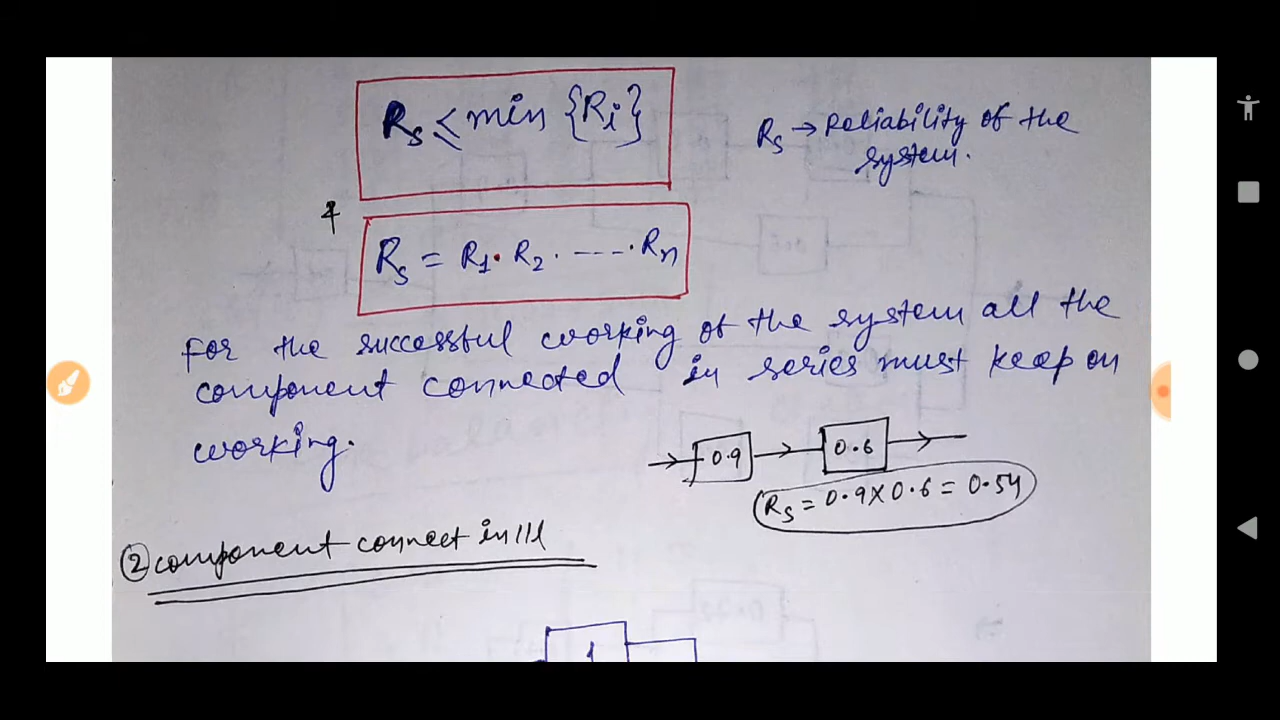 Rs ≤ min {Ri}
Rs → Reliability of the
system.
&
Rs = R1 · R2 · ---- · Rn
For the successful working of the system all the
component connected in series must keep on
working.
0.9
0.6
Rs = 0.9 × 0.6 = 0.54
② component connect in 111
1